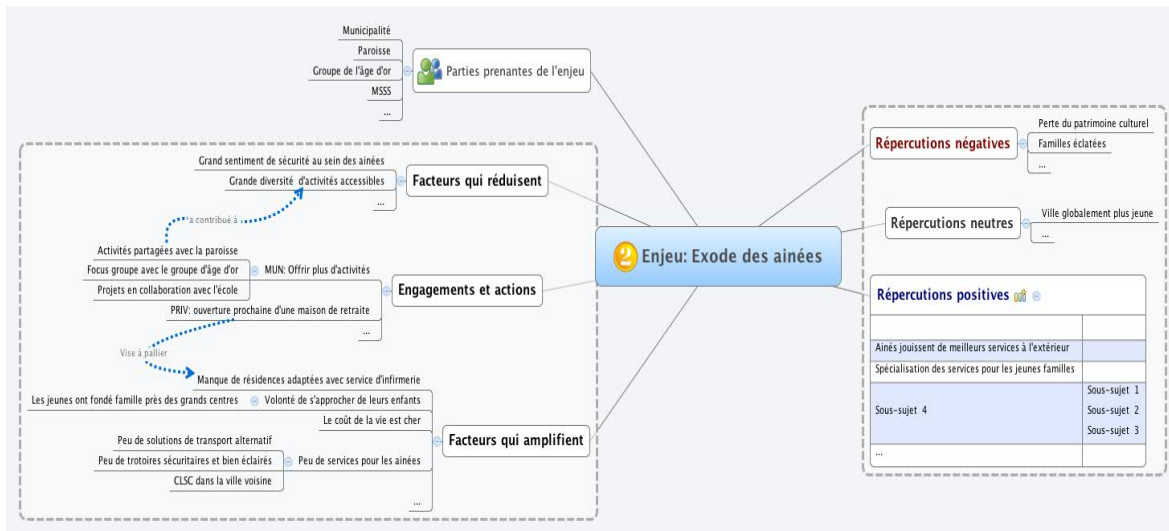 Municipalité
Paroisse
Groupe de l'âge d'or
MSSS
...
Parties prenantes de l'enjeu
Grand sentiment de sécurité au sein des ainées
Grande diversité d'activités accessibles
...
Facteurs qui réduisent
a contribué à
Activités partagées avec la paroisse
Focus groupe avec le groupe d'âge d'or
Projets en collaboration avec l'école
MUN: Offrir plus d'activités
PRIV: ouverture prochaine d'une maison de retraite
...
Engagements et actions
Vise à pallier
Manque de résidences adaptées avec service d'infirmerie
Les jeunes ont fondé famille près des grands centres
Volonté de s'approcher de leurs enfants
Le coût de la vie est cher
Peu de solutions de transport alternatif
Peu de trotoires sécuritaires et bien éclairés
CLSC dans la ville voisine
Peu de services pour les ainées
...
Facteurs qui amplifient
2 Enjeu: Exode des ainées
Répercutions négatives
Perte du patrimoine culturel
Familles éclatées
...
Répercutions neutres
Ville globalement plus jeune
...
Répercutions positives
Ainés jouissent de meilleurs services à l'extérieur
Spécialisation des services pour les jeunes familles
Sous-sujet 4
Sous-sujet 1
Sous-sujet 2
Sous-sujet 3
...